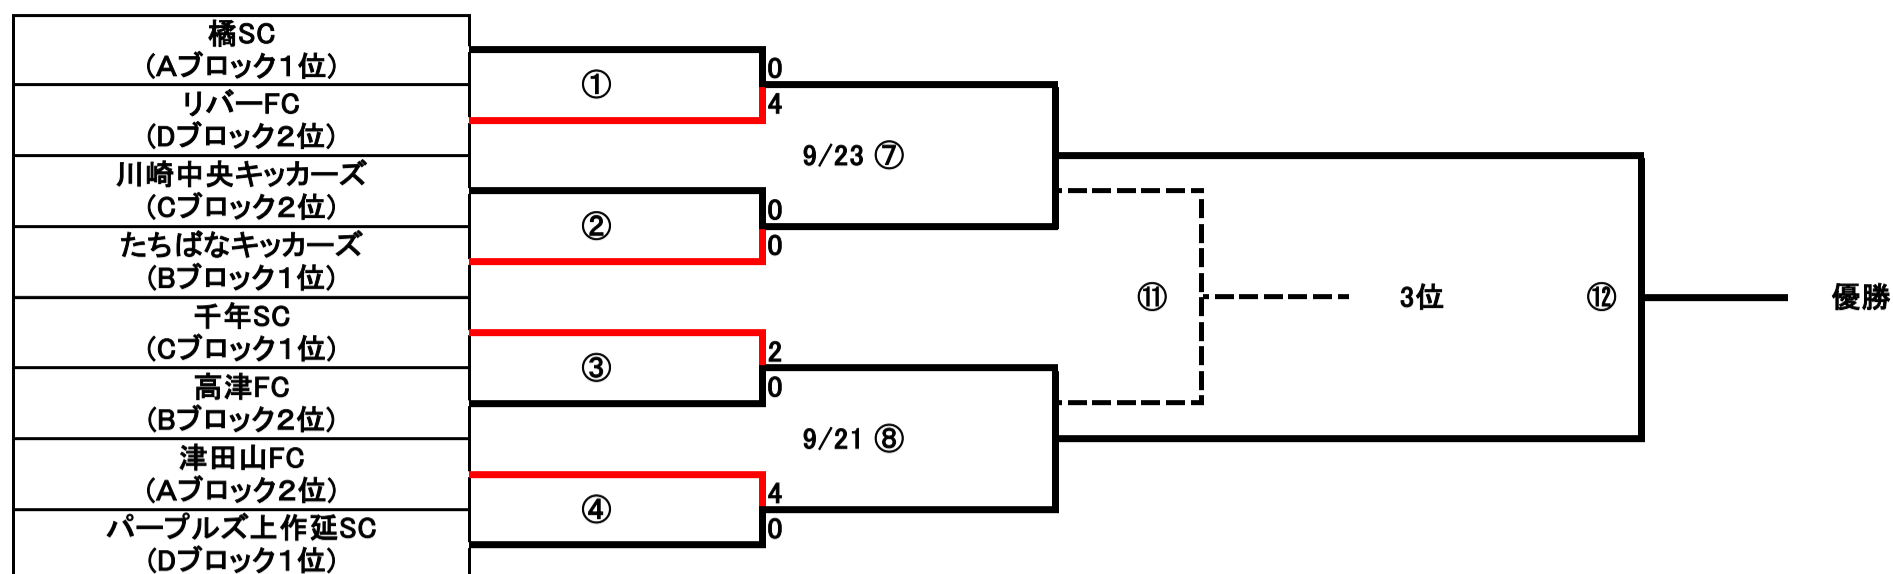 橘SC
(Aブロック1位)
リバーFC
(Dブロック2位)
川崎中央キッカーズ
(Cブロック2位)
たちばなキッカーズ
(Bブロック1位)
千年SC
(Cブロック1位)
高津FC
(Bブロック2位)
津田山FC
(Aブロック2位)
パープルズ上作延SC
(Dブロック1位)
①
0
4
②
0
0
③
2
0
④
4
0
9/23 ⑦
9/21 ⑧
⑪
3位
⑫
優勝